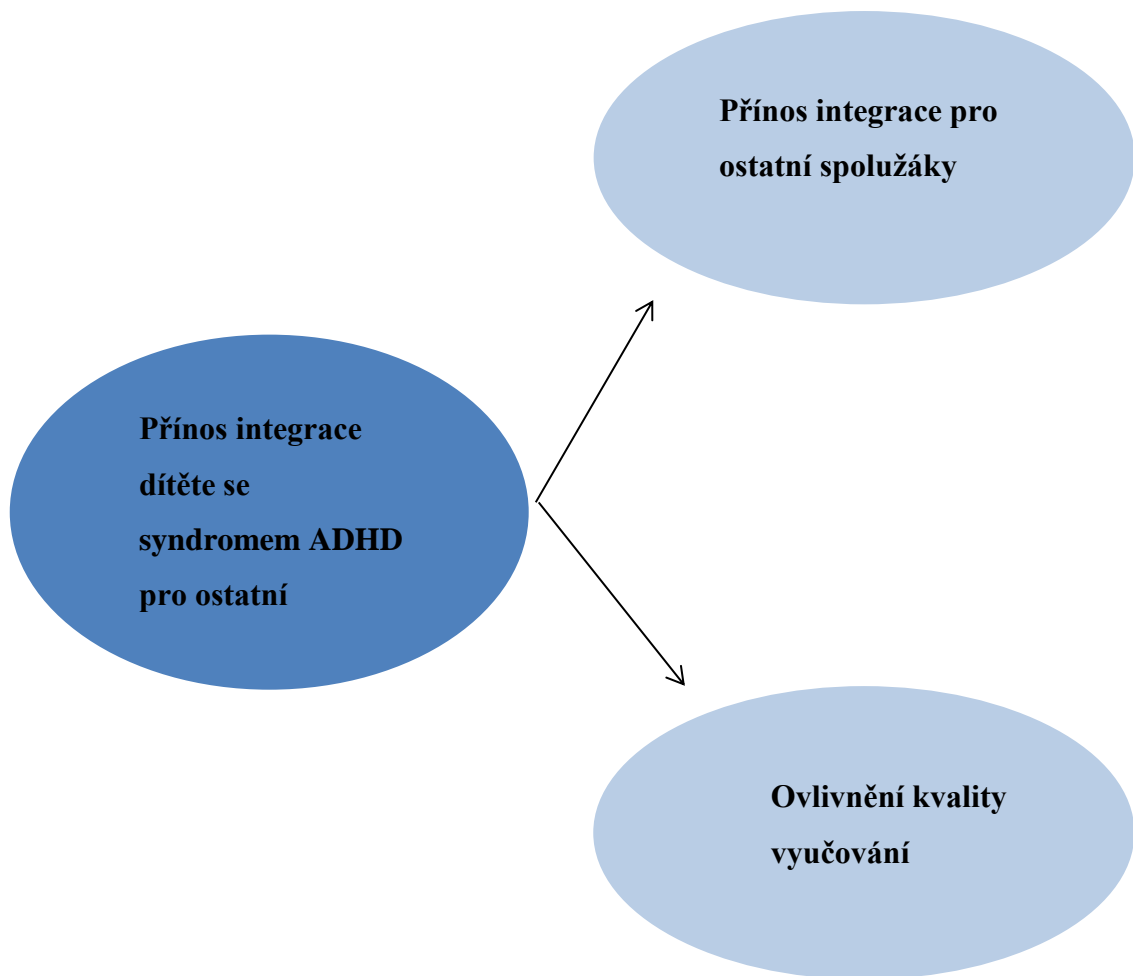 Přínos integrace pro
ostatní spolužáky
Přínos integrace
dítěte se
syndromem ADHD
pro ostatní
Ovlivnění kvality
vyučování